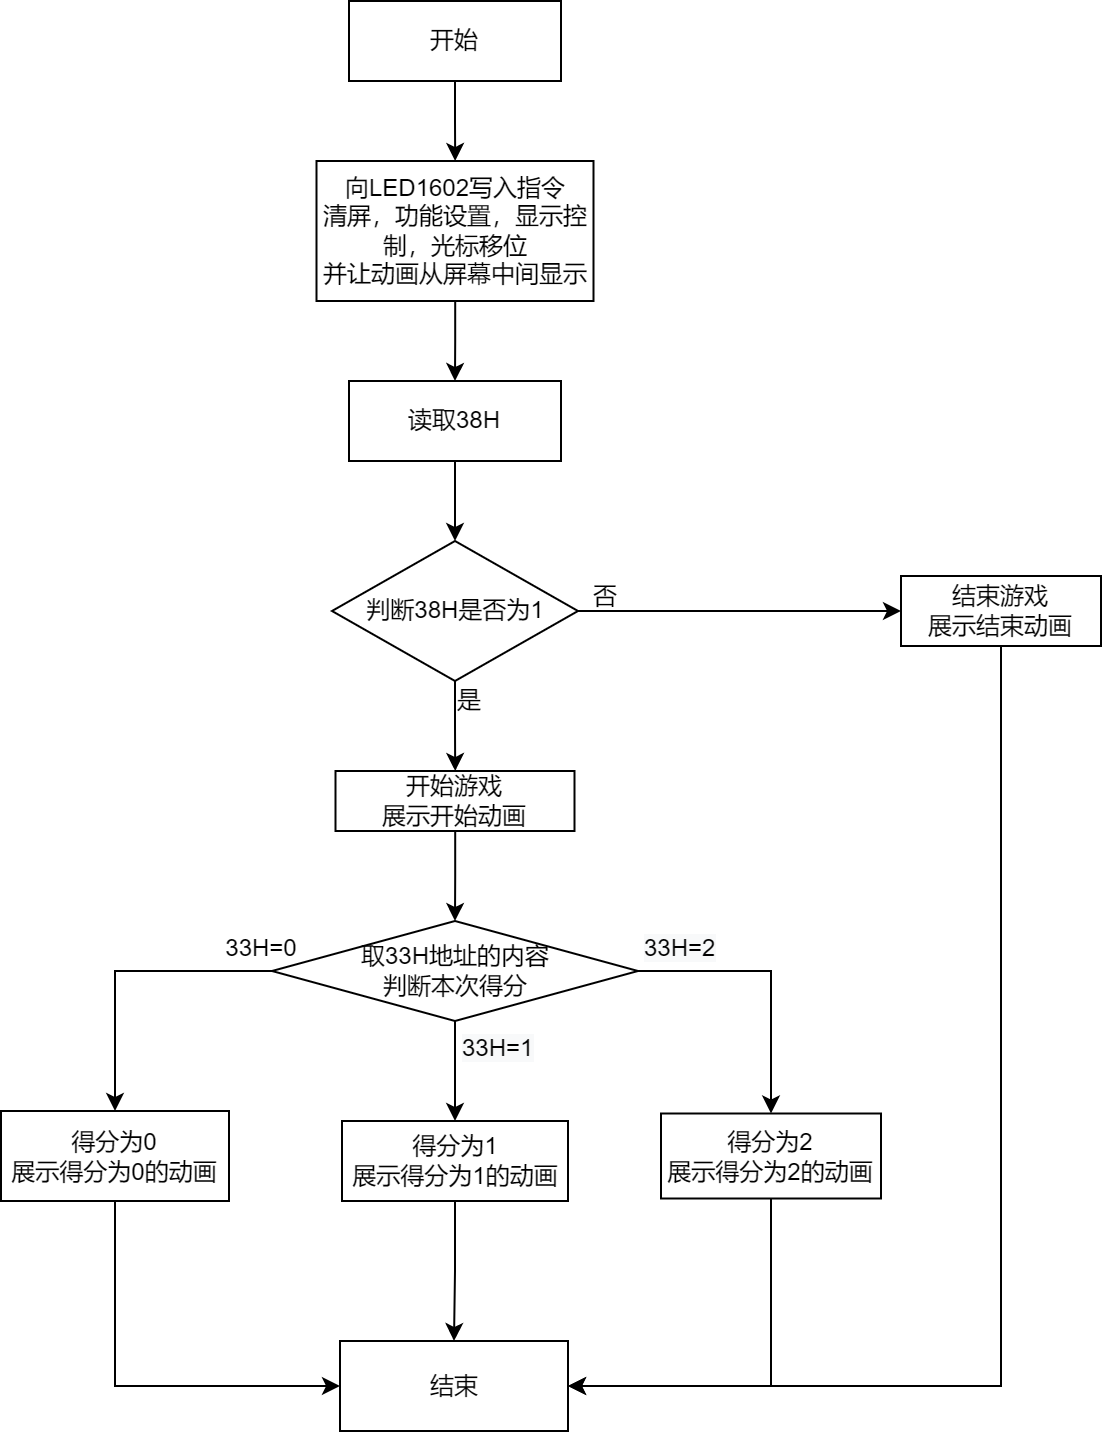 开始
向LED1602写入指令
清屏，功能设置，显示控
制，光标移位
并让动画从屏幕中间显示
读取38H
判断38H是否为1
否
结束游戏
展示结束动画
是
开始游戏
展示开始动画
33H=0
取33H地址的内容
判断本次得分
33H=2
33H=1
得分为0
展示得分为0的动画
得分为1
展示得分为1的动画
得分为2
展示得分为2的动画
结束